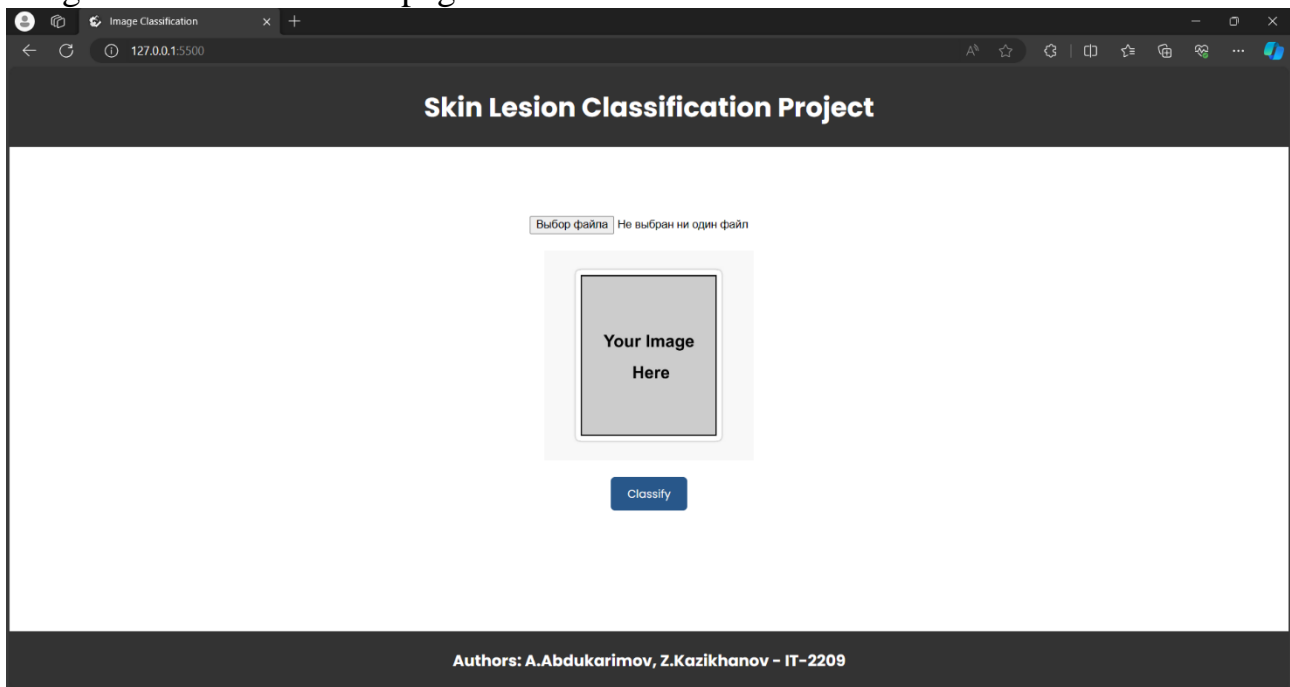 Image Classification
127.0.0.1:5500
Skin Lesion Classification Project
Выбор файла Не выбран ни один файл
Your Image
Here
Classify
Authors: A.Abdukarimov, Z.Kazikhanov - IT-2209